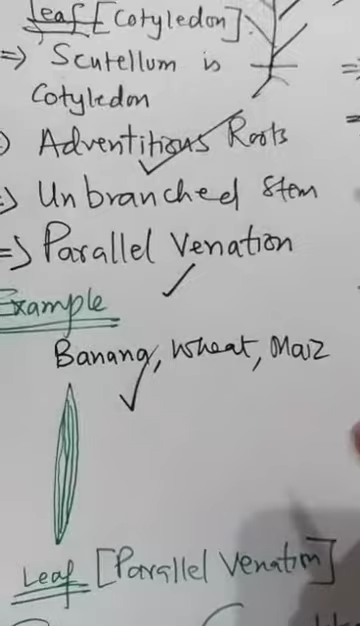 Leaf [Cotyledon].
=> Scutellum is
Cotyledon
Adventitious Roots
=> Unbranched Stem
=> Parallel Venation
Example
Banana, Wheat, Maiz
Leaf [Parallel Venation]